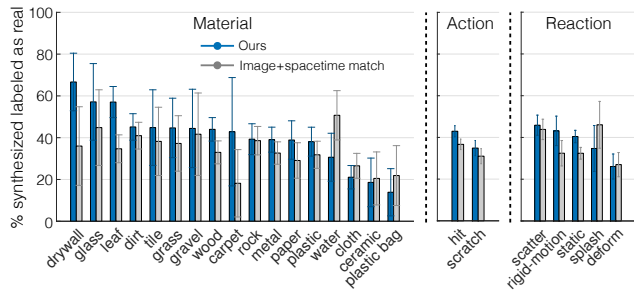 % synthesized labeled as real
100
80
60
40
20
0
Material
Ours
Image+spacetime match
drywall
glass
leaf
dirt
tile
grass
gravel
wood
carpet
rock
metal
paper
plastic
water
cloth
ceramic
plastic bag
Action
hit
scratch
Reaction
scatter
rigid-motion
static
splash
deform